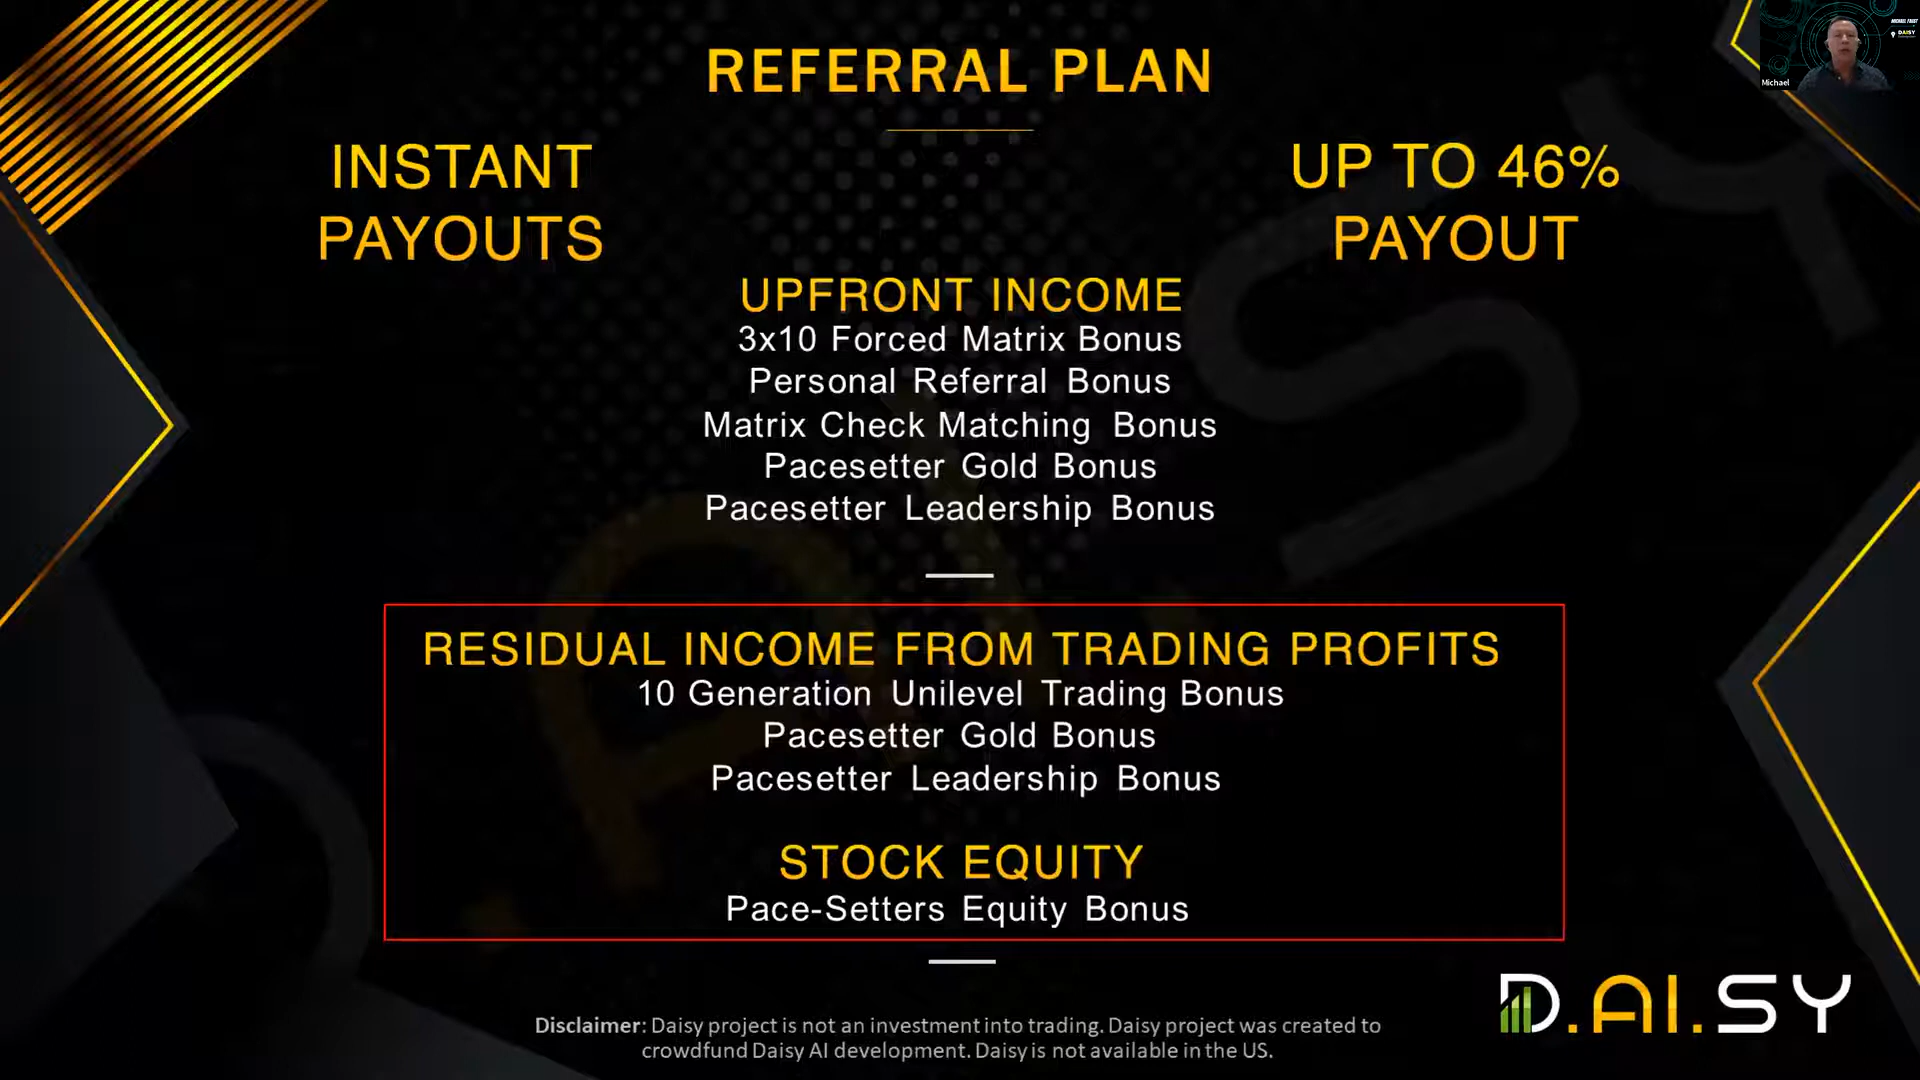 REFERRAL PLAN
INSTANT
PAYOUTS
UP TO 46%
PAYOUT
UPFRONT INCOME
3x10 Forced Matrix Bonus
Personal Referral Bonus
Matrix Check Matching Bonus
Pacesetter Gold Bonus
Pacesetter Leadership Bonus
RESIDUAL INCOME FROM TRADING PROFITS
10 Generation Unilevel Trading Bonus
Pacesetter Gold Bonus
Pacesetter Leadership Bonus
STOCK EQUITY
Pace-Setters Equity Bonus
Disclaimer: Daisy project is not an investment into trading. Daisy project was created to
crowdfund Daisy AI development. Daisy is not available in the US.
D.AI.SY
Michael
DAISY